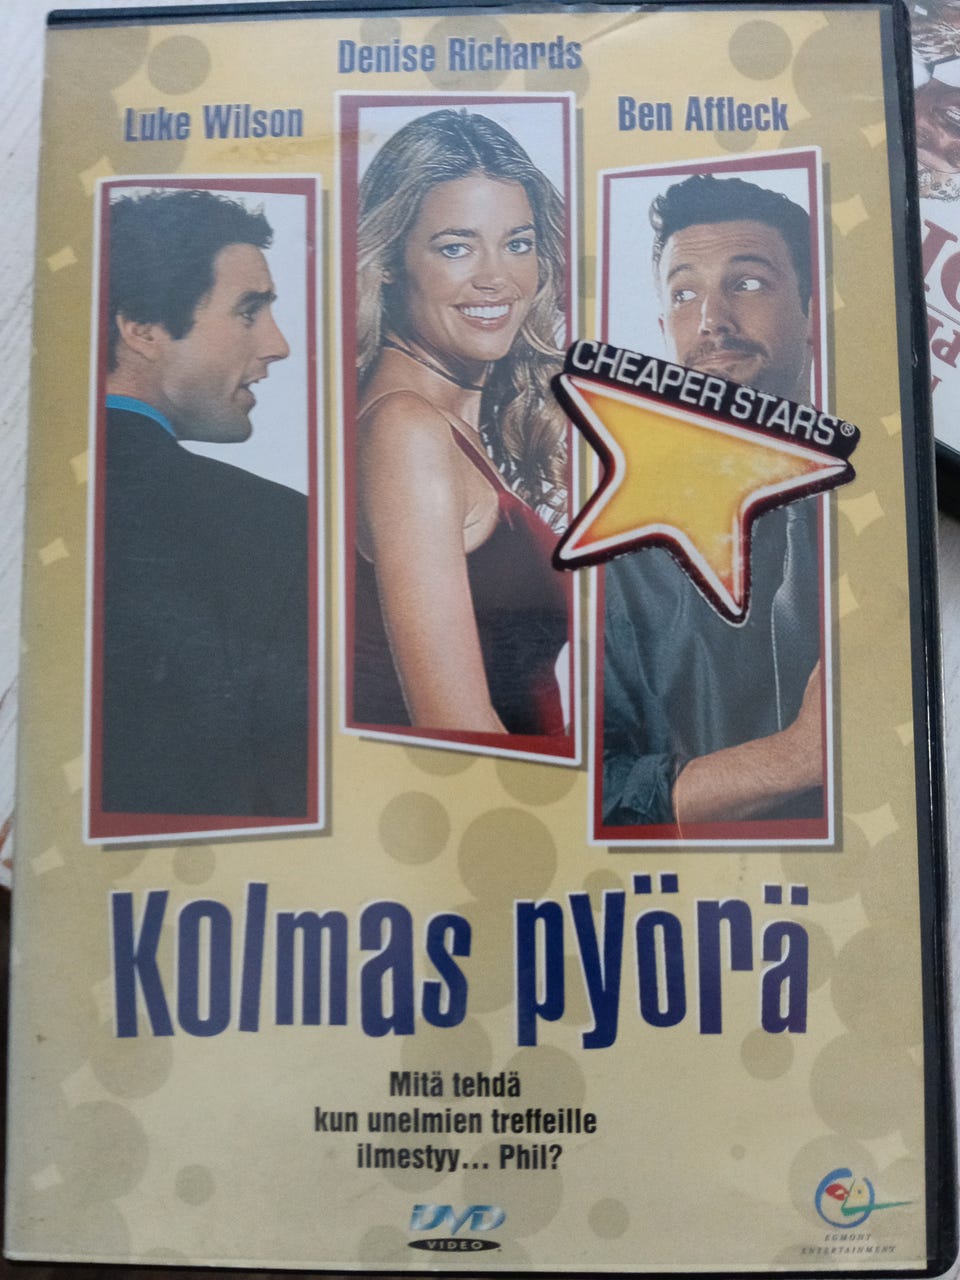 Denise Richards
Luke Wilson
Ben Affleck
CHEAPER STARS®
Kolmas pyörä
Mitä tehdä
kun unelmien treffeille
ilmestyy... Phil?
DVD
VIDEO
EGMONT
ENTERTAINMENT